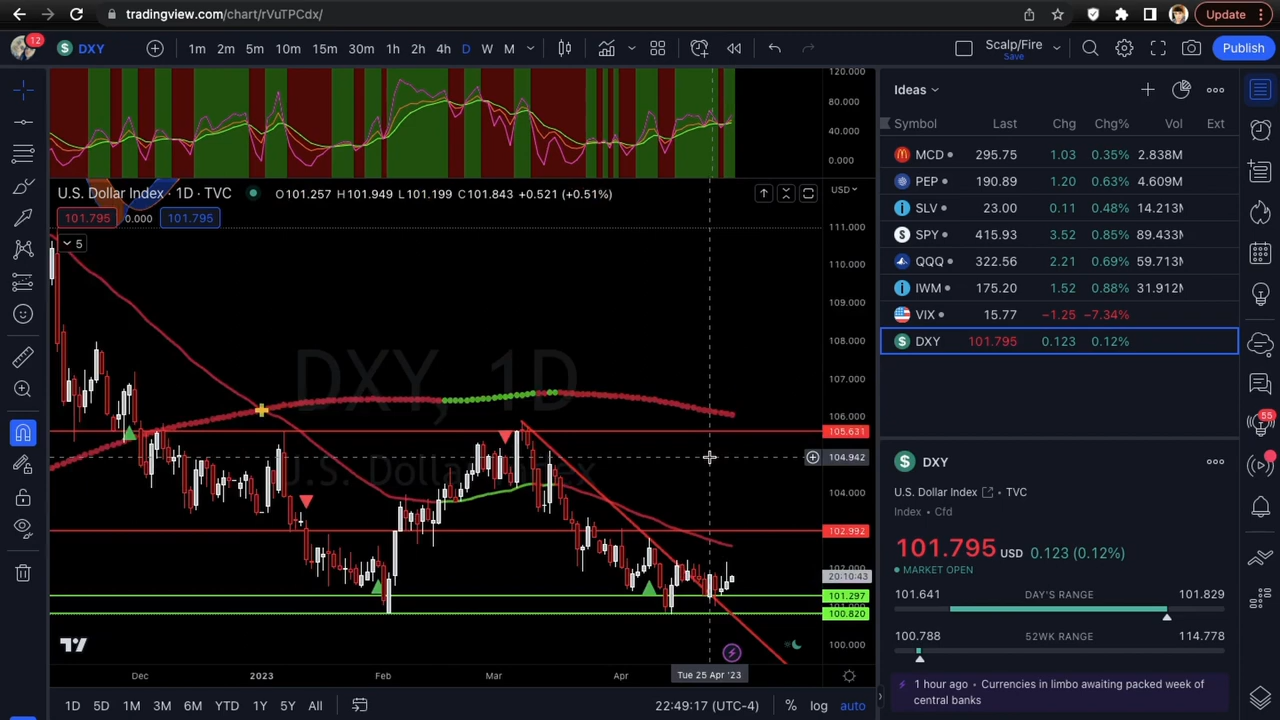 tradingview.com/chart/rVuTPCdx/
Update
12
DXY
1m 2m 5m 10m 15m 30m 1h 2h 4h D W M
Scalp/Fire
Save
Publish
120.000
80.000
40.000
0.000
U.S. Dollar Index · 1D · TVC O101.257 H101.949 L101.199 C101.843 +0.521 (+0.51%)
USD
101.795 0.000 101.795
5
111.000
110.000
109.000
108.000
107.000
106.000
105.631
104.942
104.000
102.992
102.000
20:10:43
101.297
101.000
100.820
100.000
DXY, 1D
U.S. Dollar Index
Dec 2023 Feb Mar Apr Tue 25 Apr '23
1D 5D 1M 3M 6M YTD 1Y 5Y All
22:49:17 (UTC-4) % log auto
Ideas
Symbol Last Chg Chg% Vol Ext
MCD 295.75 1.03 0.35% 2.838M
PEP 190.89 1.20 0.63% 4.609M
SLV 23.00 0.11 0.48% 14.213M
SPY 415.93 3.52 0.85% 89.433M
QQQ 322.56 2.21 0.69% 59.713M
IWM 175.20 1.52 0.88% 31.912M
VIX 15.77 −1.25 −7.34%
DXY 101.795 0.123 0.12%
DXY
U.S. Dollar Index TVC
Index • Cfd
101.795 USD 0.123 (0.12%)
MARKET OPEN
101.641 DAY'S RANGE 101.829
100.788 52WK RANGE 114.778
1 hour ago • Currencies in limbo awaiting packed week of
central banks
55